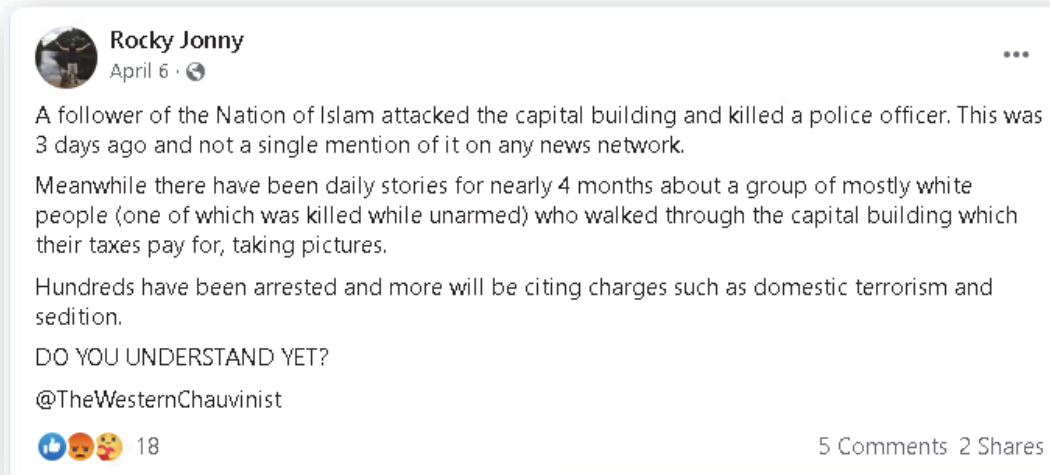 Rocky Jonny
April 6 ·
A follower of the Nation of Islam attacked the capital building and killed a police officer. This was
3 days ago and not a single mention of it on any news network.
Meanwhile there have been daily stories for nearly 4 months about a group of mostly white
people (one of which was killed while unarmed) who walked through the capital building which
their taxes pay for, taking pictures.
Hundreds have been arrested and more will be citing charges such as domestic terrorism and
sedition.
DO YOU UNDERSTAND YET?
@TheWesternChauvinist
18 5 Comments 2 Shares